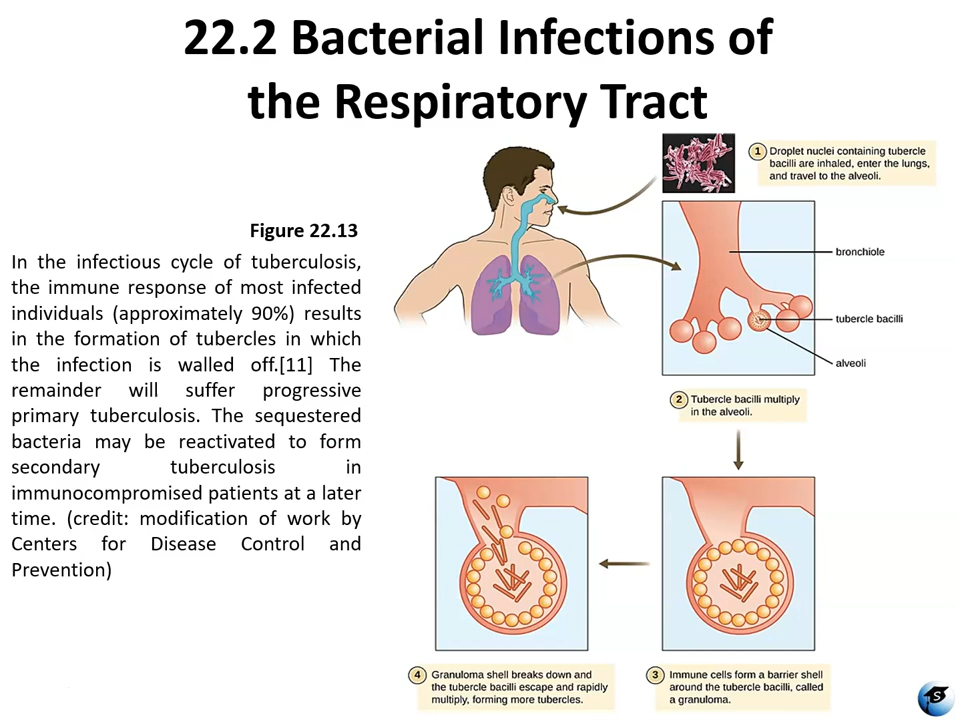 22.2 Bacterial Infections of
the Respiratory Tract
Figure 22.13
In the infectious cycle of tuberculosis,
the immune response of most infected
individuals (approximately 90%) results
in the formation of tubercles in which
the infection is walled off.[11] The
remainder will suffer progressive
primary tuberculosis. The sequestered
bacteria may be reactivated to form
secondary tuberculosis in
immunocompromised patients at a later
time. (credit: modification of work by
Centers for Disease Control and
Prevention)
1 Droplet nuclei containing tubercle
bacilli are inhaled, enter the lungs,
and travel to the alveoli.
bronchiole
tubercle bacilli
alveoli
2 Tubercle bacilli multiply
in the alveoli.
3 Immune cells form a barrier shell
around the tubercle bacilli, called
a granuloma.
4 Granuloma shell breaks down and
the tubercle bacilli escape and rapidly
multiply, forming more tubercles.
S